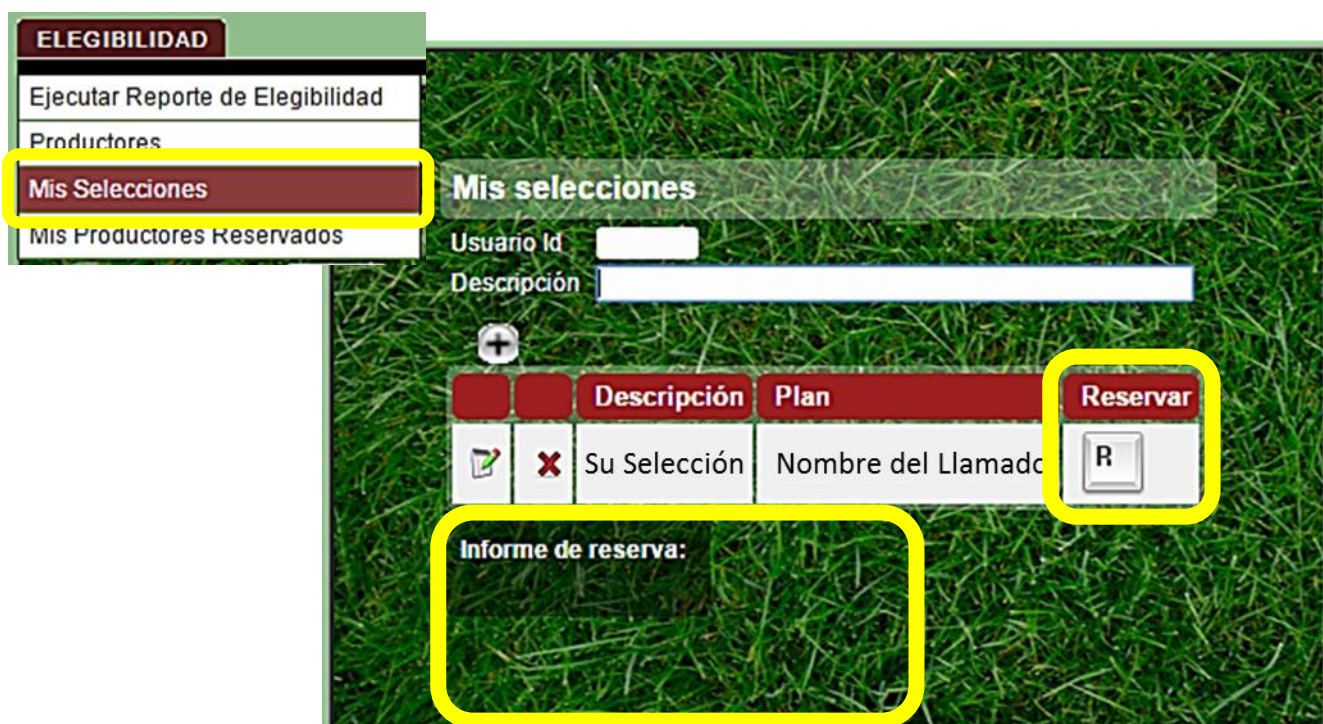 ELEGIBILIDAD
Ejecutar Reporte de Elegibilidad
Productores
Mis Selecciones
Mis Productores Reservados
Mis selecciones
Usuario Id
Descripción
Descripción Plan Reservar
Su Selección Nombre del Llamado R
Informe de reserva: